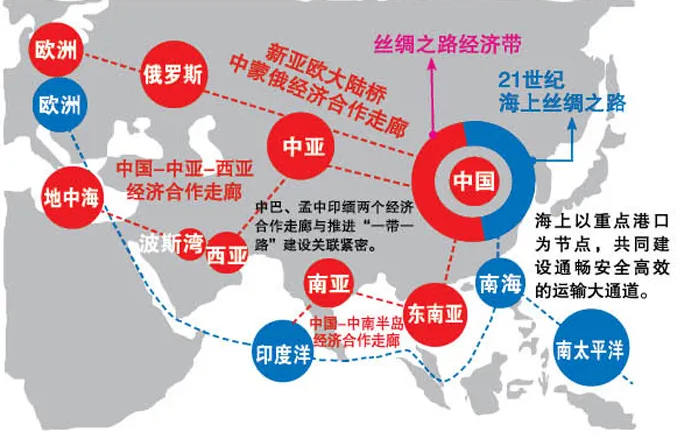 欧洲
俄罗斯
新亚欧大陆桥
中蒙俄经济合作走廊
丝绸之路经济带
21世纪
海上丝绸之路
欧洲
中亚
中国
中国-中亚-西亚
经济合作走廊
地中海
波斯湾
西亚
中巴、孟中印缅两个经济
合作走廊与推进“一带一
路”建设关联紧密。
海上以重点港口
为节点，共同建
设通畅安全高效
的运输大通道。
南亚
南海
东南亚
中国-中南半岛
经济合作走廊
印度洋
南太平洋